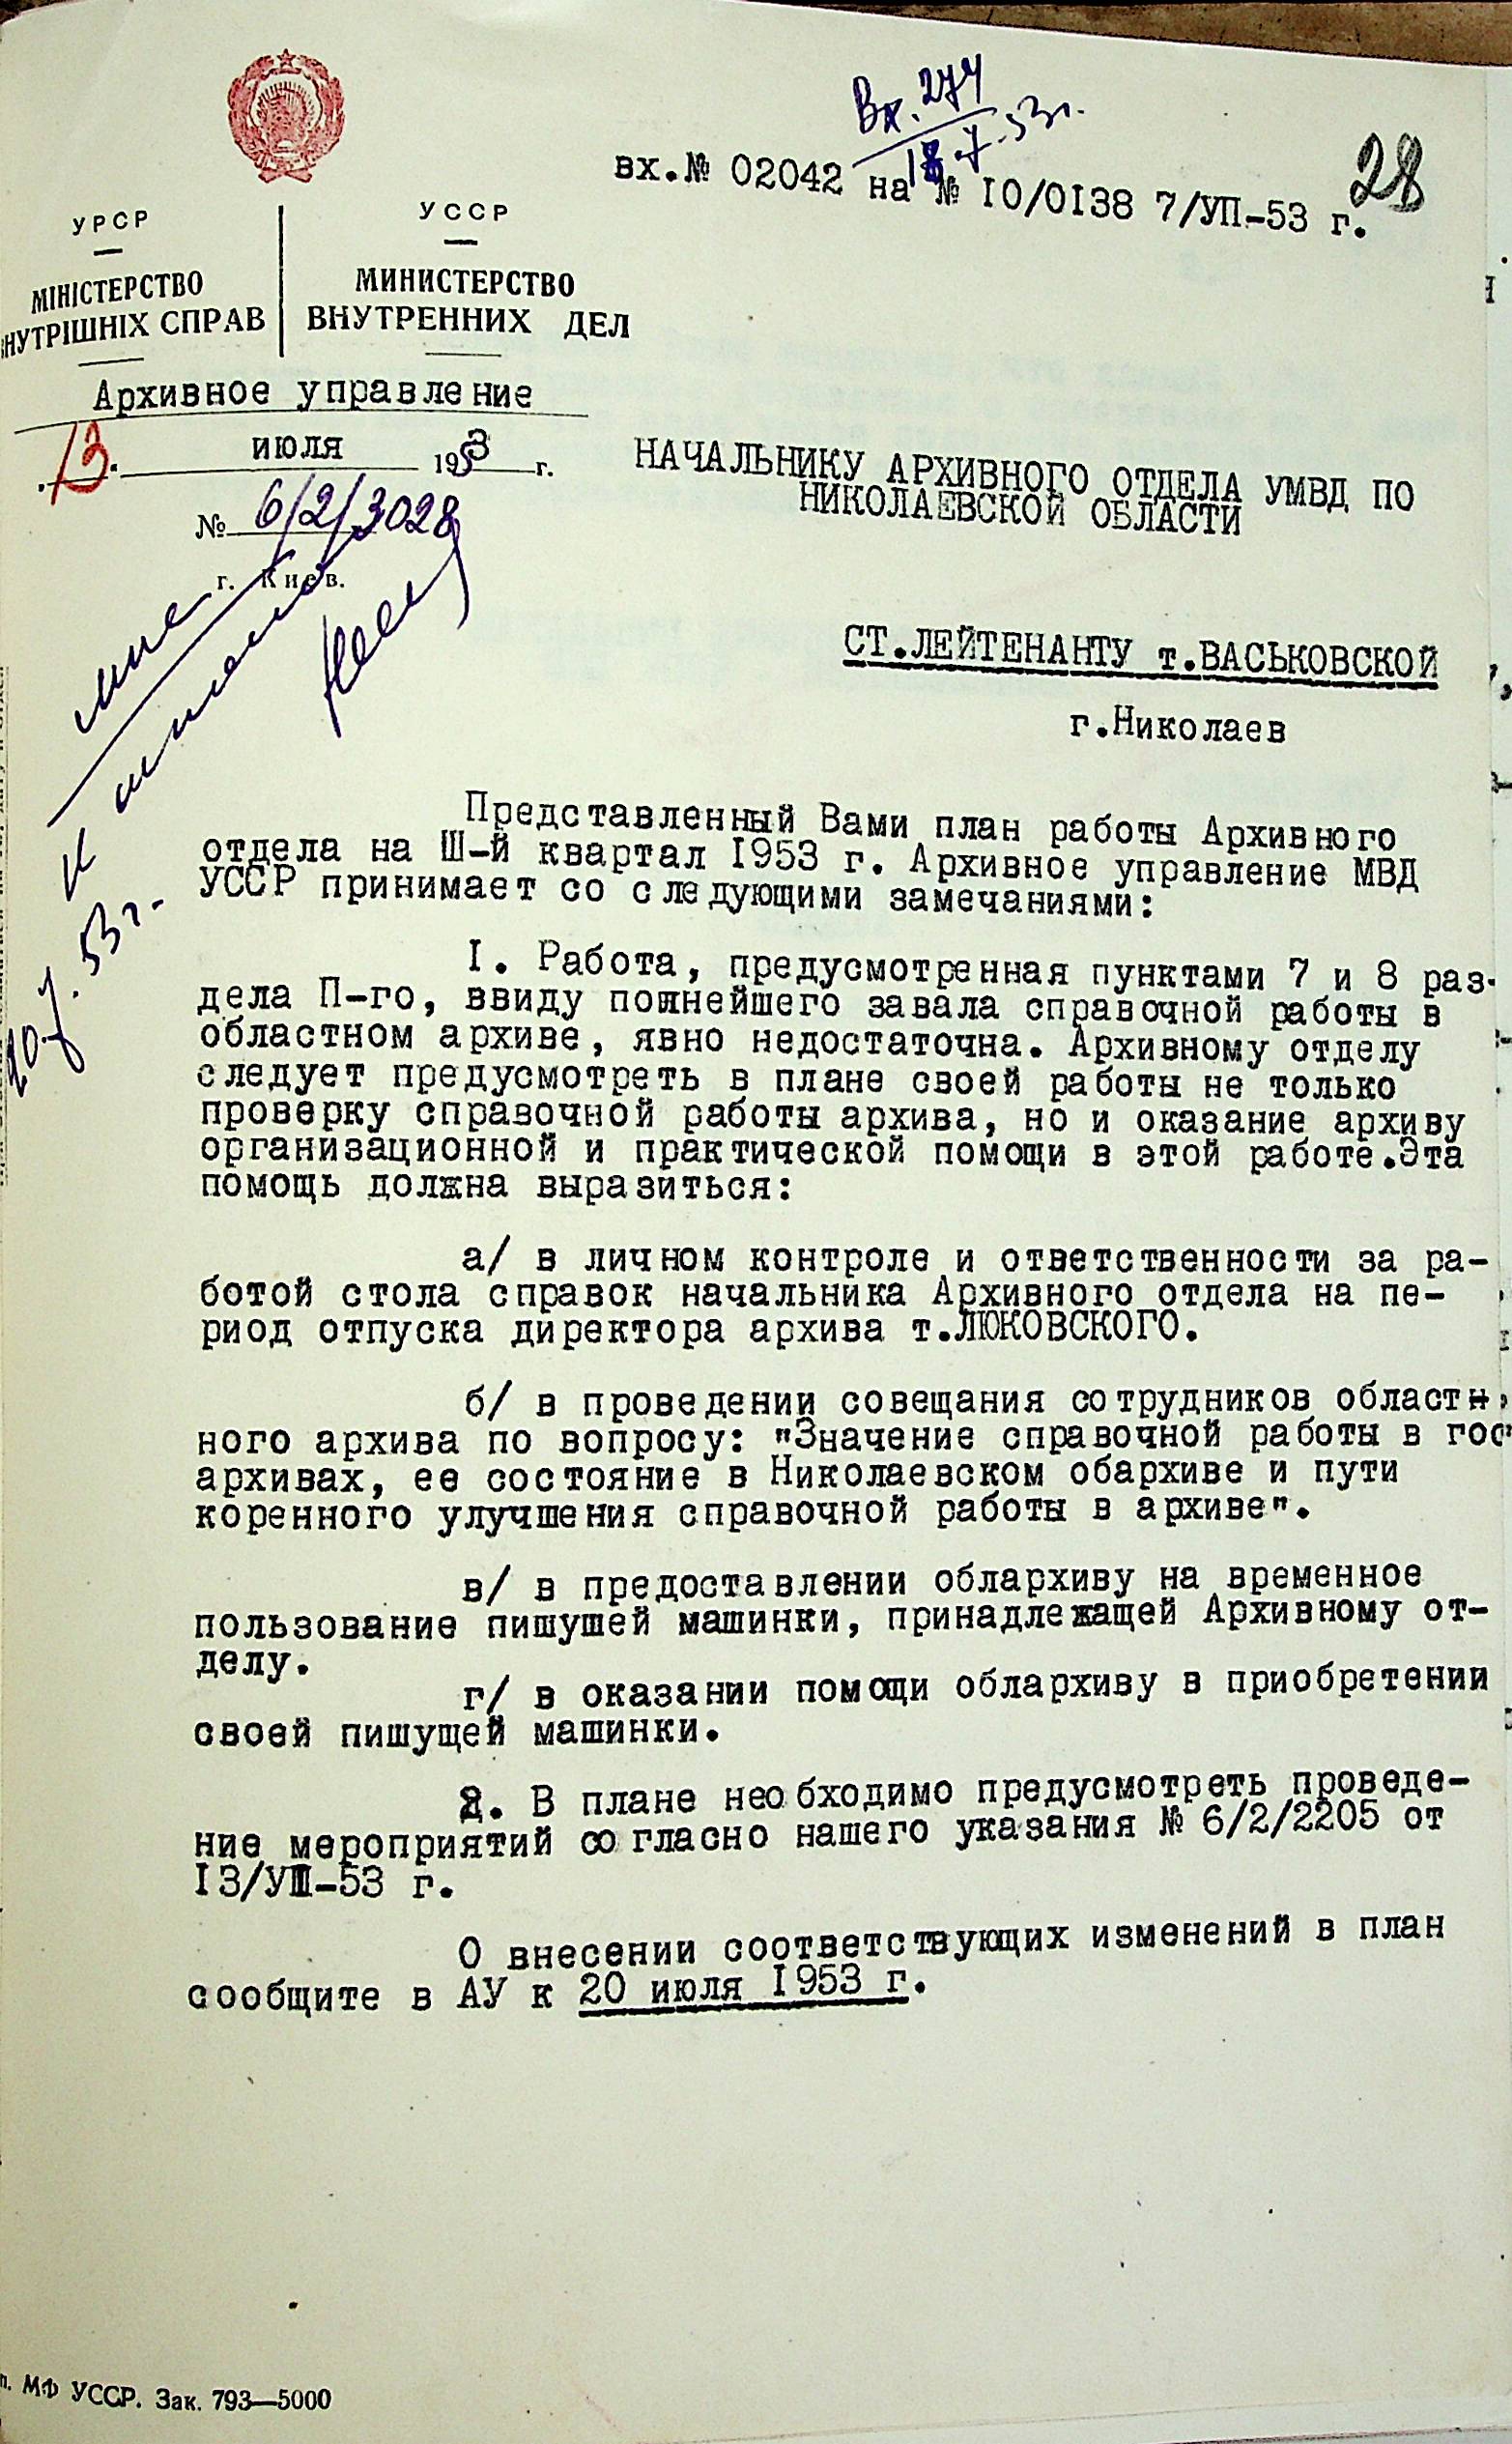 Вх. 274
18.7.53г.
28
вх.№ 02042 на № I0/0I38 7/УП-53 г.
УРСР
УССР
МІНІСТЕРСТВО
ВНУТРІШНІХ СПРАВ
МИНИСТЕРСТВО
ВНУТРЕННИХ ДЕЛ
Архивное управление
13. июля 1953 г.
№ 6/2/3028
г. Киев.
НАЧАЛЬНИКУ АРХИВНОГО ОТДЕЛА УМВД ПО
НИКОЛАЕВСКОЙ ОБЛАСТИ
СТ.ЛЕЙТЕНАНТУ т.ВАСЬКОВСКОЙ
г.Николаев
К
20.7.53г.
Представленный Вами план работы Архивного
отдела на Ш-й квартал I953 г. Архивное управление МВД
УССР принимает со следующими замечаниями:
I. Работа, предусмотренная пунктами 7 и 8 раз-
дела П-го, ввиду полнейшего завала справочной работы в
областном архиве, явно недостаточна. Архивному отделу
следует предусмотреть в плане своей работы не только
проверку справочной работы архива, но и оказание архиву
организационной и практической помощи в этой работе.Эта
помощь должна выразиться:
а/ в личном контроле и ответственности за ра-
ботой стола справок начальника Архивного отдела на пе-
риод отпуска директора архива т.ЛЮКОВСКОГО.
б/ в проведении совещания сотрудников област
ного архива по вопросу: "Значение справочной работы в гос
архивах, ее состояние в Николаевском обархиве и пути
коренного улучшения справочной работы в архиве".
в/ в предоставлении облархиву на временное
пользование пишушей машинки, принадлежащей Архивному от-
делу.
г/ в оказании помощи облархиву в приобретении
своей пишущей машинки.
2. В плане необходимо предусмотреть проведе-
ние мероприятий согласно нашего указания № 6/2/2205 от
I3/УШ-53 г.
О внесении соответствующих изменений в план
сообщите в АУ к 20 июля I953 г.
п. МФ УССР. Зак. 793—5000